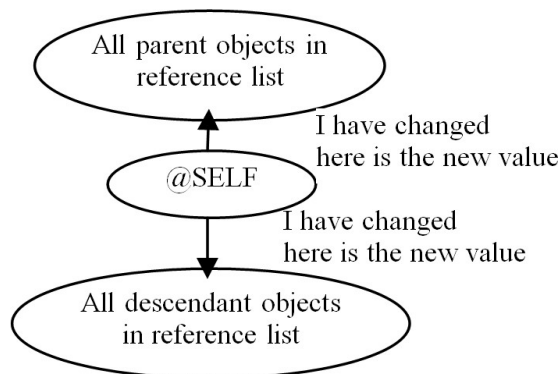 All parent objects in
reference list
I have changed
here is the new value
@SELF
I have changed
here is the new value
All descendant objects
in reference list